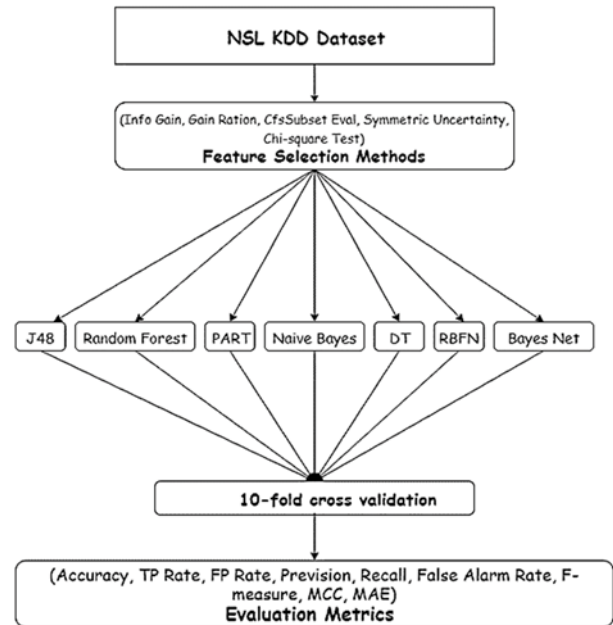 NSL KDD Dataset
(Info Gain, Gain Ration, CfsSubset Eval, Symmetric Uncertainty,
Chi-square Test)
Feature Selection Methods
J48
Random Forest
PART
Naive Bayes
DT
RBFN
Bayes Net
10-fold cross validation
(Accuracy, TP Rate, FP Rate, Prevision, Recall, False Alarm Rate, F-
measure, MCC, MAE)
Evaluation Metrics